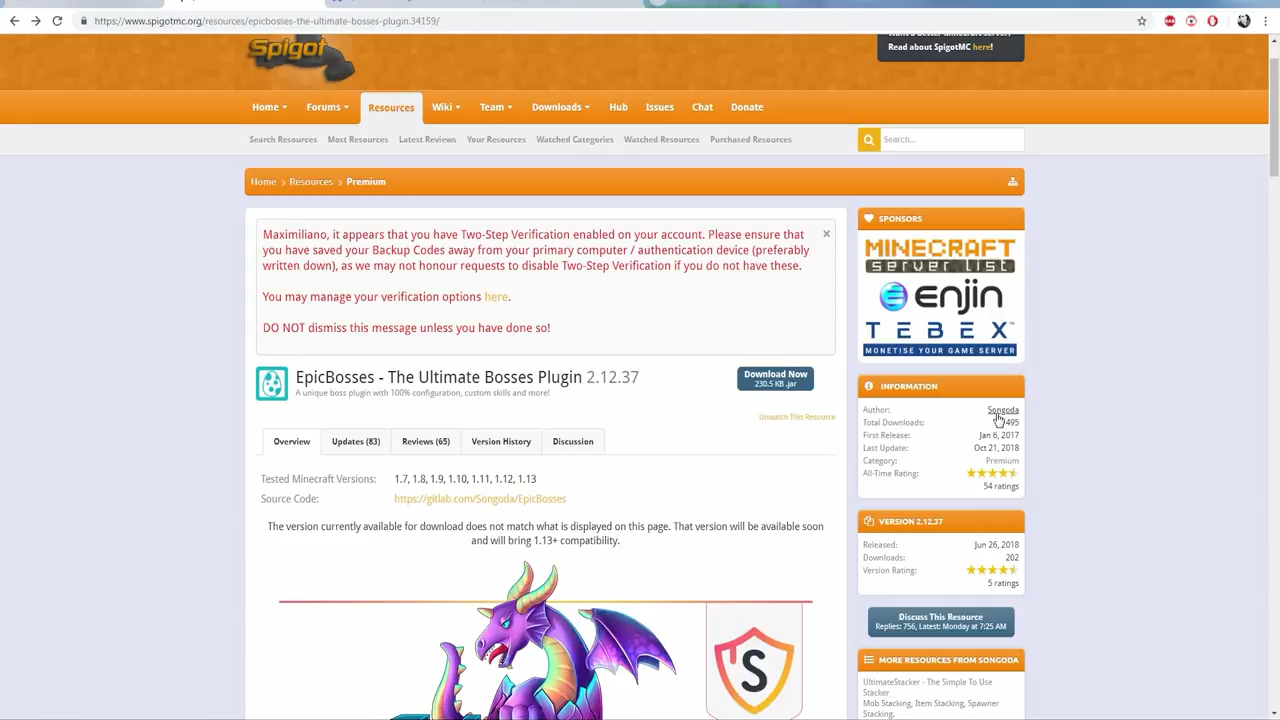 https://www.spigotmc.org/resources/epicbosses-the-ultimate-bosses-plugin.34159/
Spigot
Read about SpigotMC here!
Home
Forums
Resources
Wiki
Team
Downloads
Hub
Issues
Chat
Donate
Search Resources
Most Resources
Latest Reviews
Your Resources
Watched Categories
Watched Resources
Purchased Resources
Search...
Home
Resources
Premium
Maximiliano, it appears that you have Two-Step Verification enabled on your account. Please ensure that
you have saved your Backup Codes away from your primary computer / authentication device (preferably
written down), as we may not honour requests to disable Two-Step Verification if you do not have these.
You may manage your verification options here.
DO NOT dismiss this message unless you have done so!
EpicBosses - The Ultimate Bosses Plugin 2.12.37
A unique boss plugin with 100% configuration, custom skills and more!
Download Now
230.5 KB .jar
Unwatch This Resource
Overview
Updates (83)
Reviews (65)
Version History
Discussion
Tested Minecraft Versions: 1.7, 1.8, 1.9, 1.10, 1.11, 1.12, 1.13
Source Code: https://gitlab.com/Songoda/EpicBosses
The version currently available for download does not match what is displayed on this page. That version will be available soon
and will bring 1.13+ compatibility.
S
SPONSORS
MINECRAFT
SERVER LIST
enjin
TEBEX™
MONETISE YOUR GAME SERVER
INFORMATION
Author: Songoda
Total Downloads: 495
First Release: Jan 6, 2017
Last Update: Oct 21, 2018
Category: Premium
All-Time Rating:
54 ratings
VERSION 2.12.37
Released: Jun 26, 2018
Downloads: 202
Version Rating:
5 ratings
Discuss This Resource
Replies: 756, Latest: Monday at 7:25 AM
MORE RESOURCES FROM SONGODA
UltimateStacker - The Simple To Use
Stacker
Mob Stacking, Item Stacking, Spawner
Stacking.